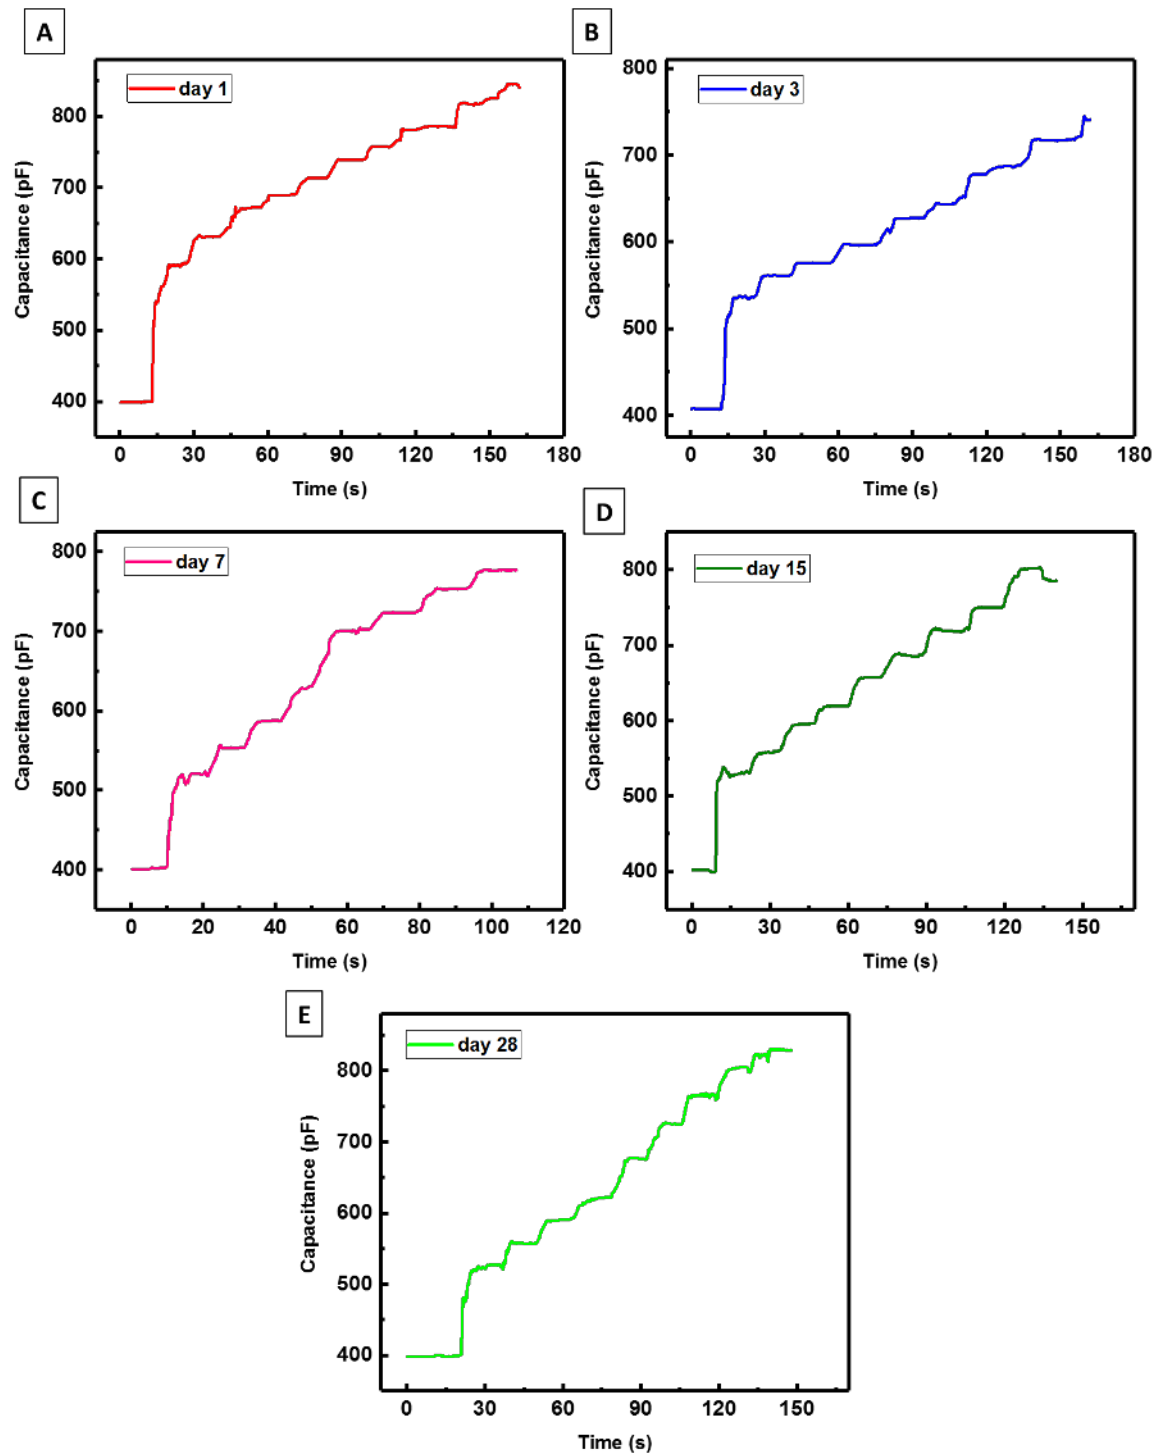 A
day 1
800
700
600
500
400
Capacitance (pF)
0 30 60 90 120 150 180
Time (s)
B
day 3
800
700
600
500
400
Capacitance (pF)
0 30 60 90 120 150 180
Time (s)
C
day 7
800
700
600
500
400
Capacitance (pF)
0 20 40 60 80 100 120
Time (s)
D
day 15
800
700
600
500
400
Capacitance (pF)
0 30 60 90 120 150
Time (s)
E
day 28
800
700
600
500
400
Capacitance (pF)
0 30 60 90 120 150
Time (s)